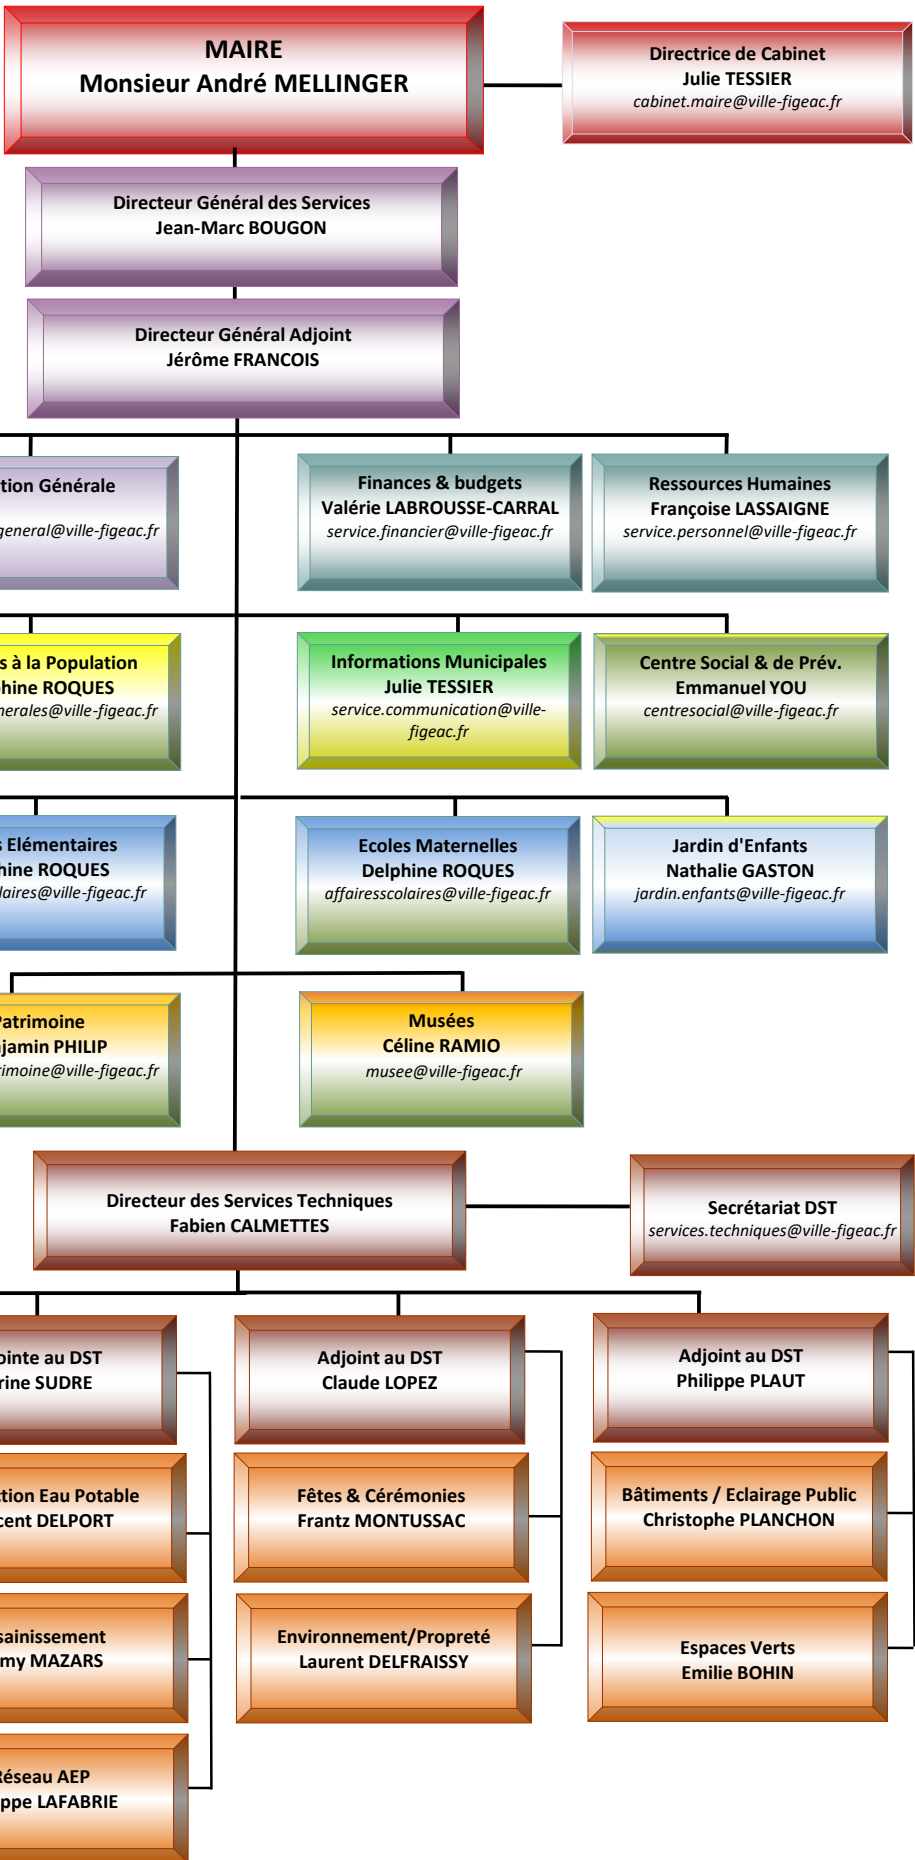 MAIRE
Monsieur André MELLINGER
Directrice de Cabinet
Julie TESSIER
cabinet.maire@ville-figeac.fr
Directeur Général des Services
Jean-Marc BOUGON
Directeur Général Adjoint
Jérôme FRANCOIS
tion Générale
general@ville-figeac.fr
Finances & budgets
Valérie LABROUSSE-CARRAL
service.financier@ville-figeac.fr
Ressources Humaines
Françoise LASSAIGNE
service.personnel@ville-figeac.fr
s à la Population
hine ROQUES
nerales@ville-figeac.fr
Informations Municipales
Julie TESSIER
service.communication@ville-
figeac.fr
Centre Social & de Prév.
Emmanuel YOU
centresocial@ville-figeac.fr
s Elémentaires
hine ROQUES
laires@ville-figeac.fr
Ecoles Maternelles
Delphine ROQUES
affairesscolaires@ville-figeac.fr
Jardin d'Enfants
Nathalie GASTON
jardin.enfants@ville-figeac.fr
Patrimoine
jamin PHILIP
rimoine@ville-figeac.fr
Musées
Céline RAMIO
musee@ville-figeac.fr
Directeur des Services Techniques
Fabien CALMETTES
Secrétariat DST
services.techniques@ville-figeac.fr
ointe au DST
rine SUDRE
Adjoint au DST
Claude LOPEZ
Adjoint au DST
Philippe PLAUT
ction Eau Potable
cent DELPORT
Fêtes & Cérémonies
Frantz MONTUSSAC
Bâtiments / Eclairage Public
Christophe PLANCHON
sainissement
my MAZARS
Environnement/Propreté
Laurent DELFRAISSY
Espaces Verts
Emilie BOHIN
Réseau AEP
ppe LAFABRIE